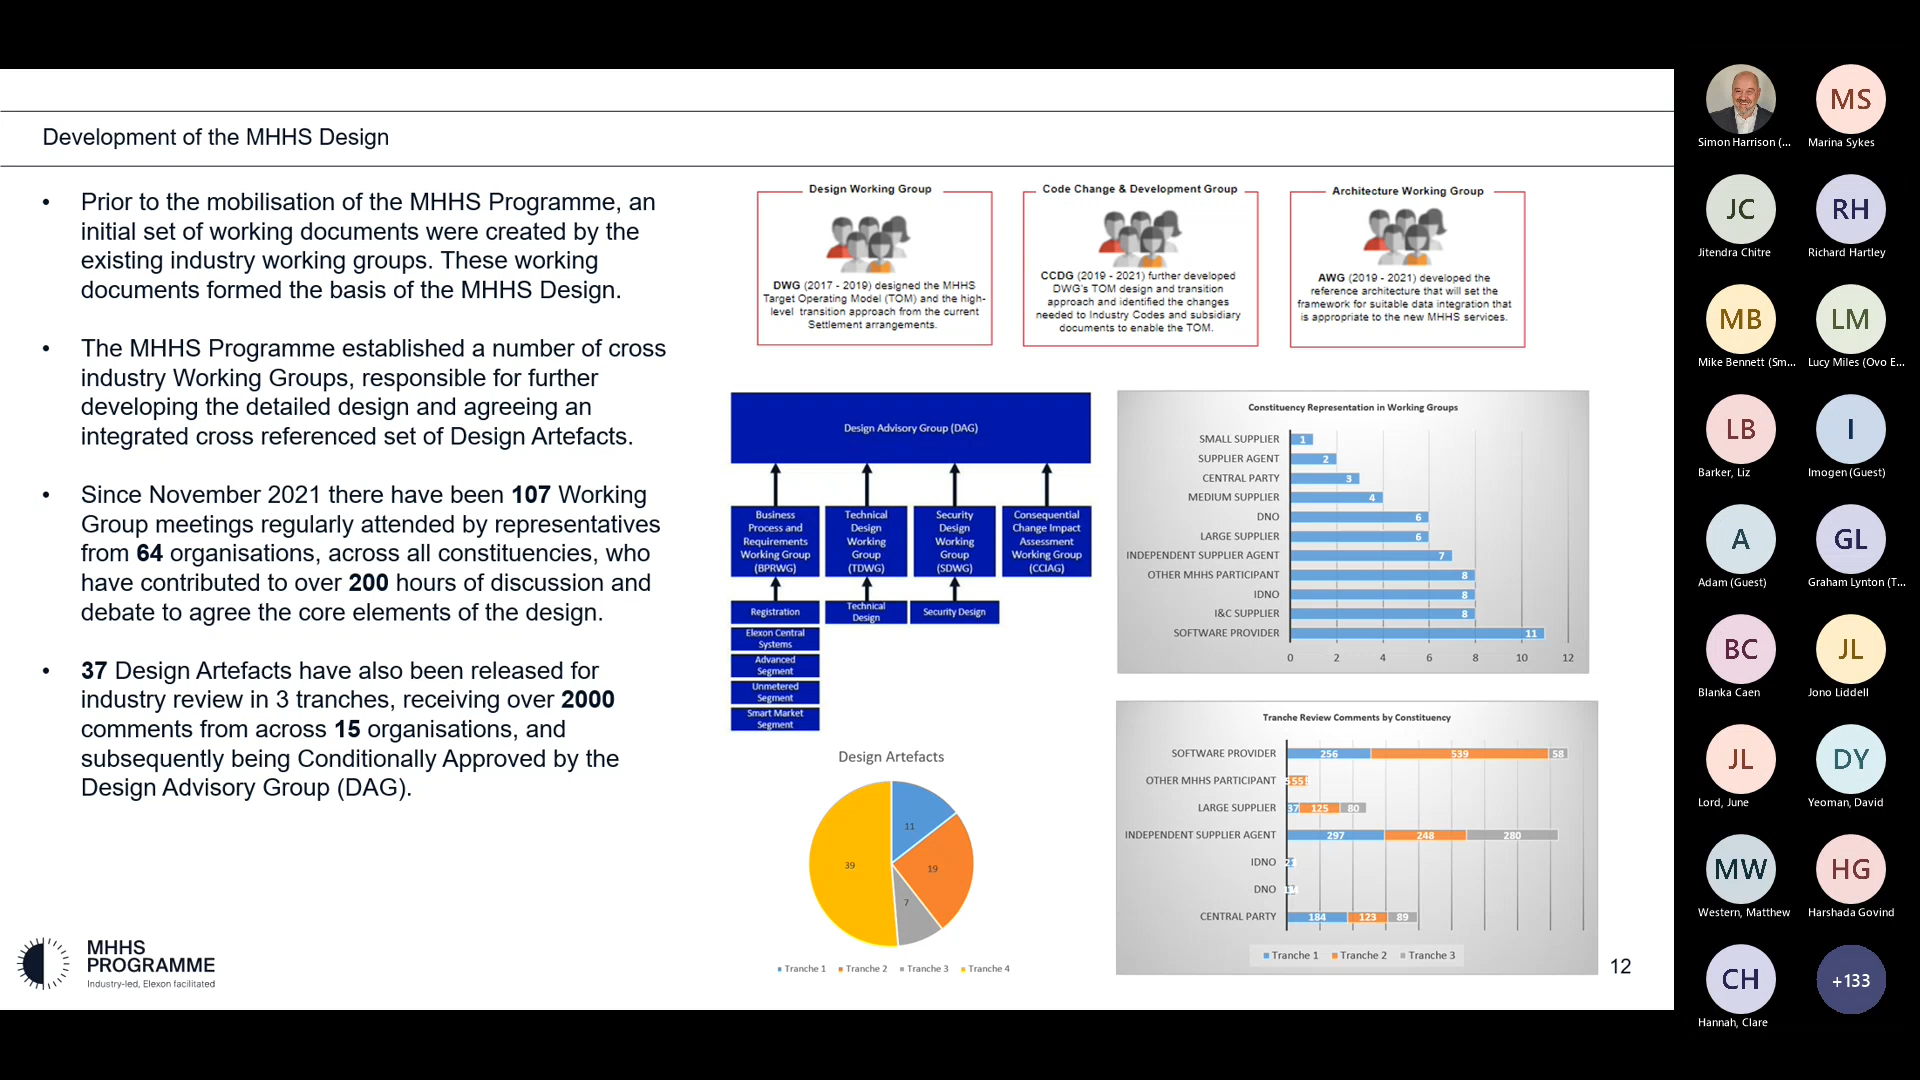 Development of the MHHS Design
• Prior to the mobilisation of the MHHS Programme, an
initial set of working documents were created by the
existing industry working groups. These working
documents formed the basis of the MHHS Design.
• The MHHS Programme established a number of cross
industry Working Groups, responsible for further
developing the detailed design and agreeing an
integrated cross referenced set of Design Artefacts.
• Since November 2021 there have been 107 Working
Group meetings regularly attended by representatives
from 64 organisations, across all constituencies, who
have contributed to over 200 hours of discussion and
debate to agree the core elements of the design.
• 37 Design Artefacts have also been released for
industry review in 3 tranches, receiving over 2000
comments from across 15 organisations, and
subsequently being Conditionally Approved by the
Design Advisory Group (DAG).
MHHS
PROGRAMME
Industry-led, Elexon facilitated
Design Working Group
DWG (2017 - 2019) designed the MHHS
Target Operating Model (TOM) and the high-
level transition approach from the current
Settlement arrangements.
Code Change & Development Group
CCDG (2019 - 2021) further developed
DWG's TOM design and transition
approach and identified the changes
needed to Industry Codes and subsidiary
documents to enable the TOM.
Architecture Working Group
AWG (2019 - 2021) developed the
reference architecture that will set the
framework for suitable data integration that
is appropriate to the new MHHS services.
Design Advisory Group (DAG)
Business
Process and
Requirements
Working Group
(BPRWG)
Technical
Design
Working
Group
(TDWG)
Security
Design
Working
Group
(SDWG)
Consequential
Change Impact
Assessment
Working Group
(CCIAG)
Registration
Technical
Design
Security Design
Elexon Central
Systems
Advanced
Segment
Unmetered
Segment
Smart Market
Segment
Design Artefacts
11
19
7
39
Tranche 1 Tranche 2 Tranche 3 Tranche 4
Constituency Representation in Working Groups
SMALL SUPPLIER 1
SUPPLIER AGENT 2
CENTRAL PARTY 3
MEDIUM SUPPLIER 4
DNO 6
LARGE SUPPLIER 6
INDEPENDENT SUPPLIER AGENT 7
OTHER MHHS PARTICIPANT 8
IDNO 8
I&C SUPPLIER 8
SOFTWARE PROVIDER 11
0 2 4 6 8 10 12
Tranche Review Comments by Constituency
SOFTWARE PROVIDER 256 539 58
OTHER MHHS PARTICIPANT
LARGE SUPPLIER 37 125 80
INDEPENDENT SUPPLIER AGENT 297 248 280
IDNO
DNO
CENTRAL PARTY 184 123 89
Tranche 1 Tranche 2 Tranche 3
12
Simon Harrison (...
MS
Marina Sykes
JC
Jitendra Chitre
RH
Richard Hartley
MB
Mike Bennett (Sm...
LM
Lucy Miles (Ovo E...
LB
Barker, Liz
I
Imogen (Guest)
A
Adam (Guest)
GL
Graham Lynton (T...
BC
Blanka Caen
JL
Jono Liddell
JL
Lord, June
DY
Yeoman, David
MW
Western, Matthew
HG
Harshada Govind
CH
Hannah, Clare
+133